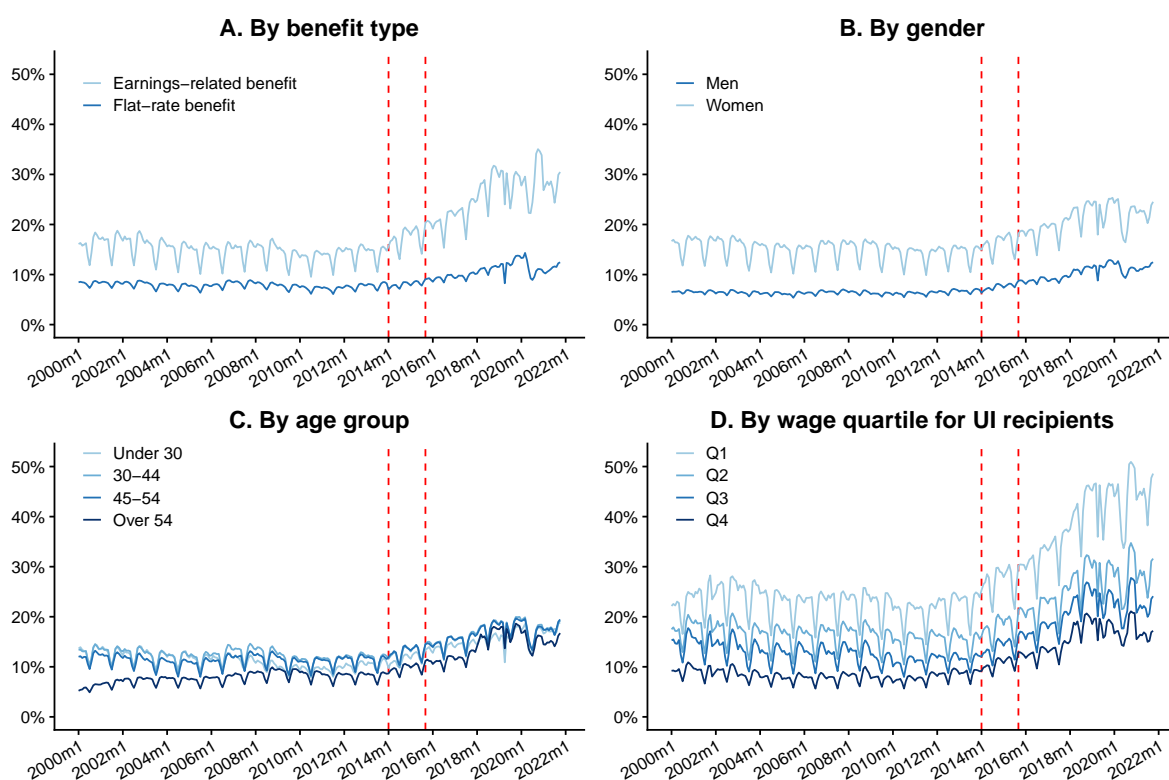 A. By benefit type
50%
40%
30%
20%
10%
0%
Earnings−related benefit
Flat−rate benefit
2000m1
2002m1
2004m1
2006m1
2008m1
2010m1
2012m1
2014m1
2016m1
2018m1
2020m1
2022m1
B. By gender
50%
40%
30%
20%
10%
0%
Men
Women
2000m1
2002m1
2004m1
2006m1
2008m1
2010m1
2012m1
2014m1
2016m1
2018m1
2020m1
2022m1
C. By age group
50%
40%
30%
20%
10%
0%
Under 30
30−44
45−54
Over 54
2000m1
2002m1
2004m1
2006m1
2008m1
2010m1
2012m1
2014m1
2016m1
2018m1
2020m1
2022m1
D. By wage quartile for UI recipients
50%
40%
30%
20%
10%
0%
Q1
Q2
Q3
Q4
2000m1
2002m1
2004m1
2006m1
2008m1
2010m1
2012m1
2014m1
2016m1
2018m1
2020m1
2022m1